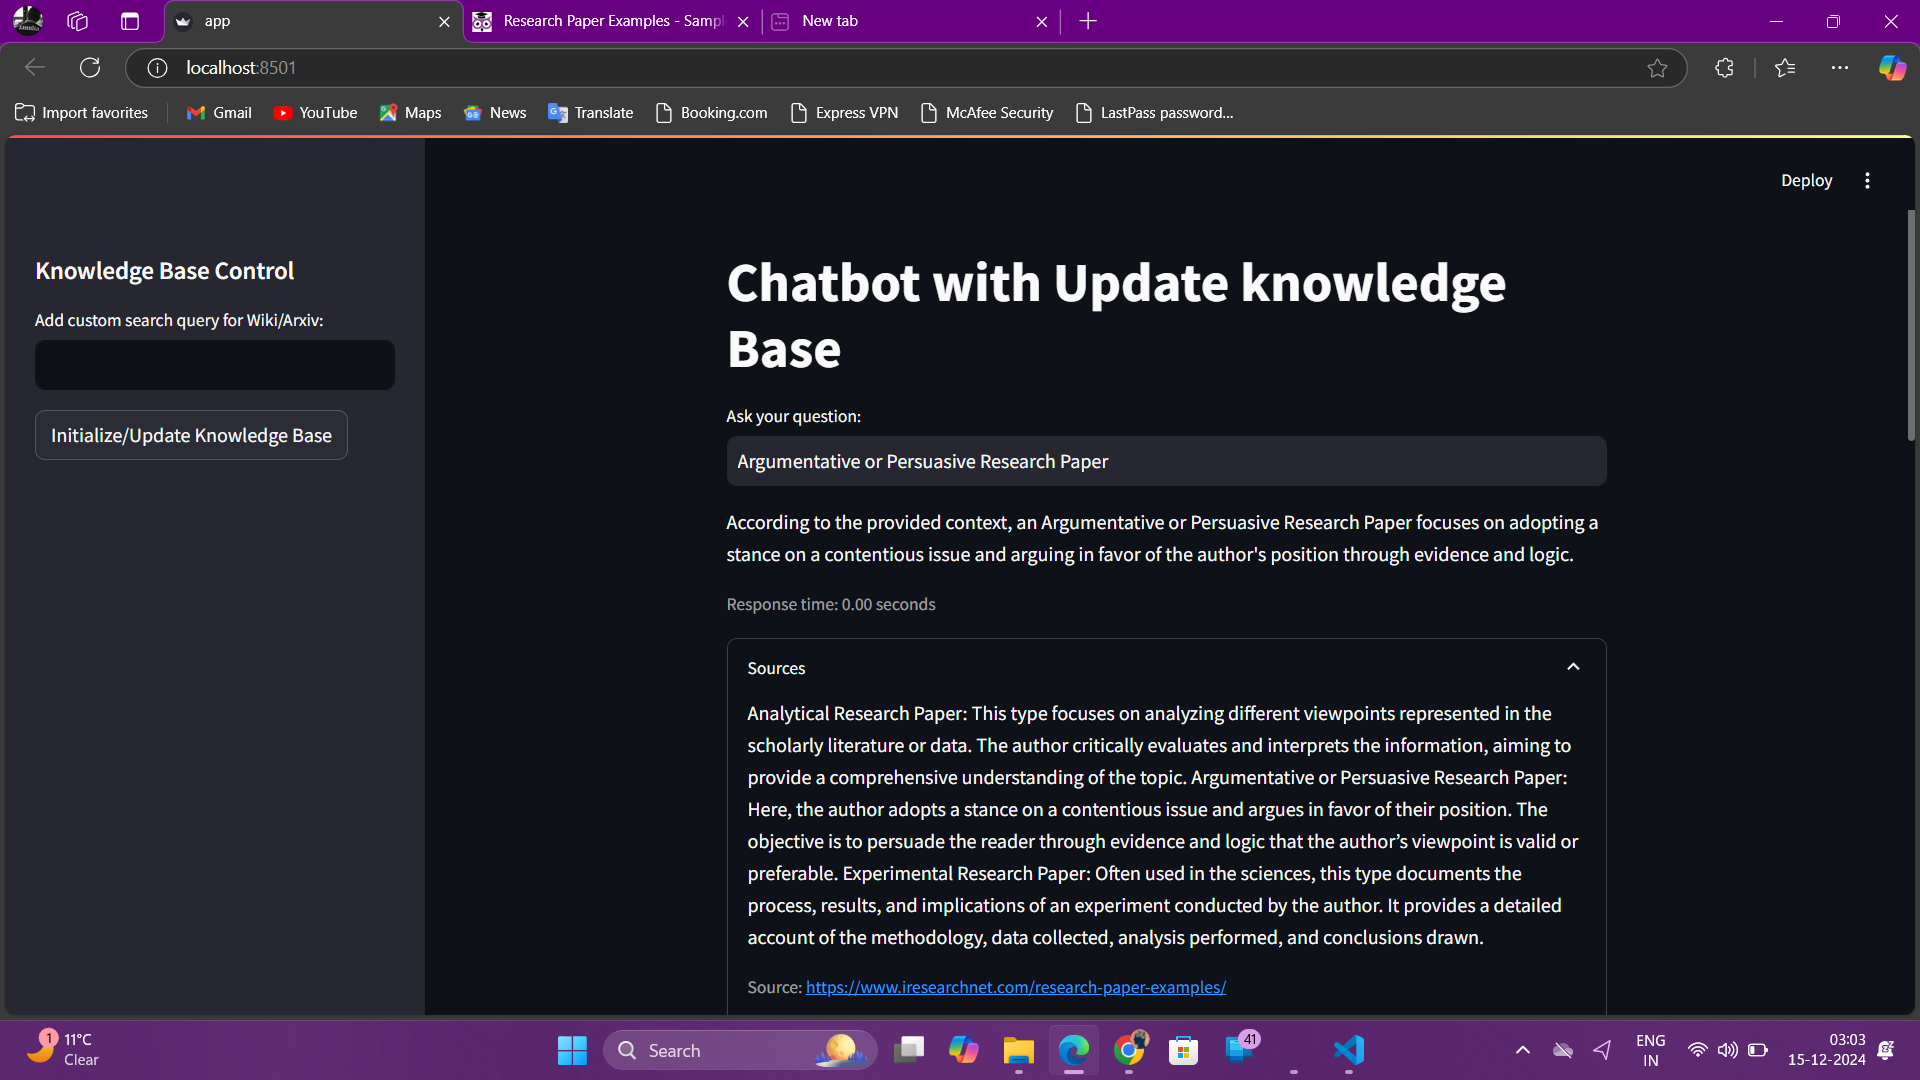 app
Research Paper Examples - Sampl
New tab
localhost:8501
Import favorites
Gmail
YouTube
Maps
News
Translate
Booking.com
Express VPN
McAfee Security
LastPass password...
Deploy
Knowledge Base Control
Add custom search query for Wiki/Arxiv:
Initialize/Update Knowledge Base
Chatbot with Update knowledge
Base
Ask your question:
Argumentative or Persuasive Research Paper
According to the provided context, an Argumentative or Persuasive Research Paper focuses on adopting a
stance on a contentious issue and arguing in favor of the author's position through evidence and logic.
Response time: 0.00 seconds
Sources
Analytical Research Paper: This type focuses on analyzing different viewpoints represented in the
scholarly literature or data. The author critically evaluates and interprets the information, aiming to
provide a comprehensive understanding of the topic. Argumentative or Persuasive Research Paper:
Here, the author adopts a stance on a contentious issue and argues in favor of their position. The
objective is to persuade the reader through evidence and logic that the author’s viewpoint is valid or
preferable. Experimental Research Paper: Often used in the sciences, this type documents the
process, results, and implications of an experiment conducted by the author. It provides a detailed
account of the methodology, data collected, analysis performed, and conclusions drawn.
Source: https://www.iresearchnet.com/research-paper-examples/
1
11°C
Clear
Search
41
ENG
IN
03:03
15-12-2024